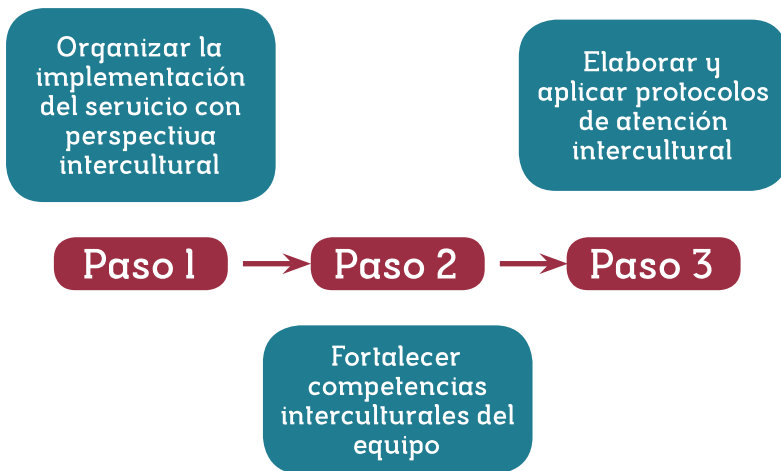 Organizar la
implementación
del servicio con
perspectiva
intercultural
Elaborar y
aplicar protocolos
de atención
intercultural
Paso 1
Paso 2
Paso 3
Fortalecer
competencias
interculturales del
equipo